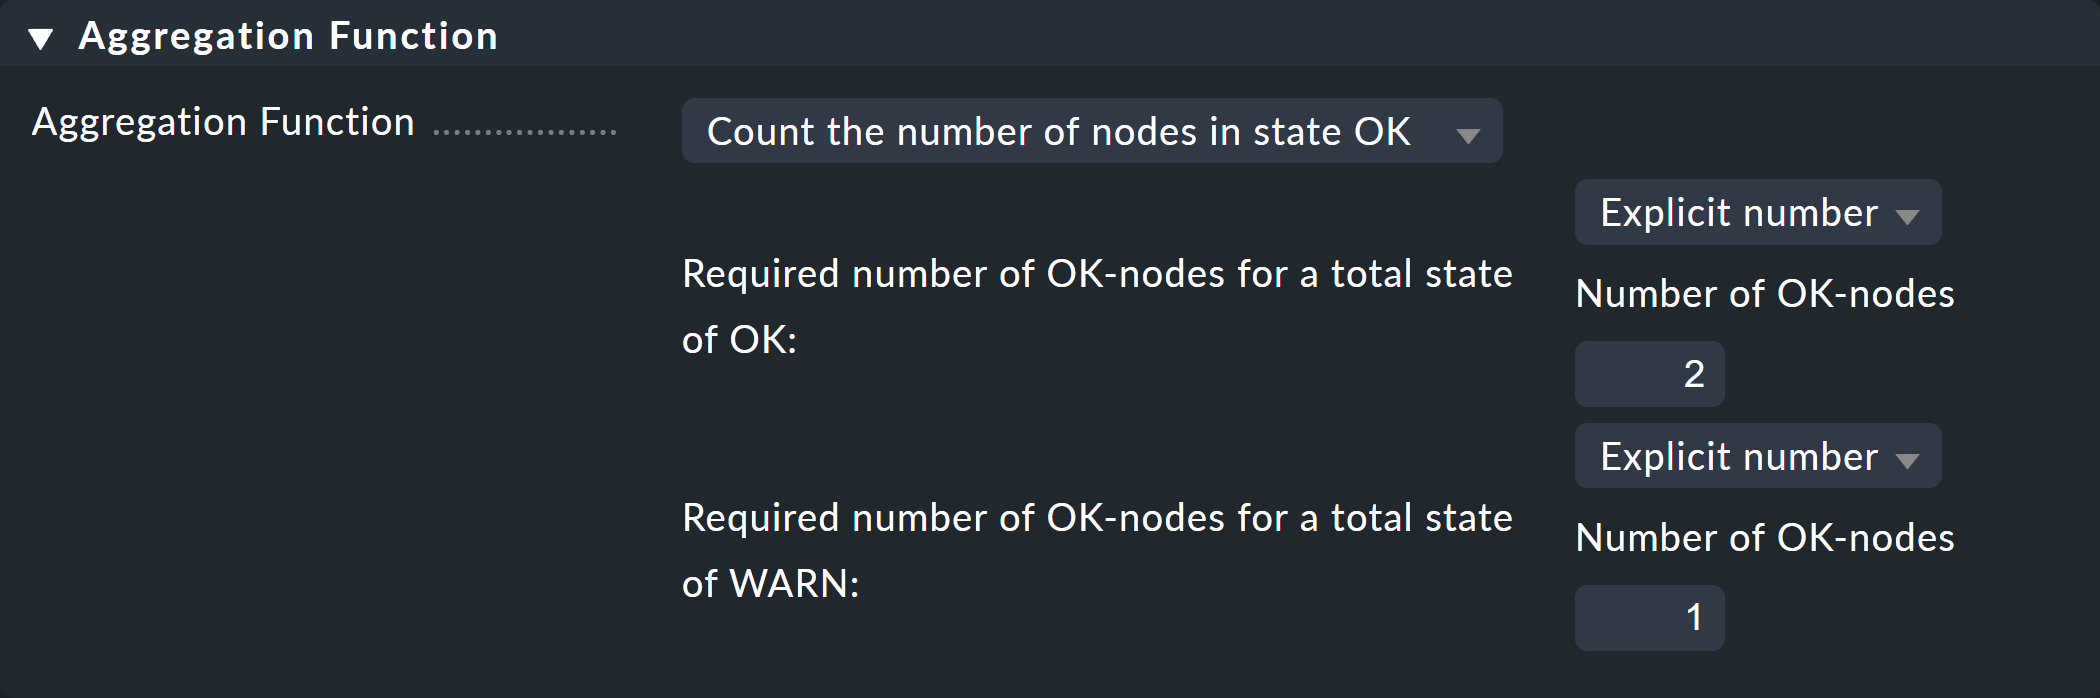 Aggregation Function
Aggregation Function
Count the number of nodes in state OK
Required number of OK-nodes for a total state
of OK:
Explicit number
Number of OK-nodes
2
Required number of OK-nodes for a total state
of WARN:
Explicit number
Number of OK-nodes
1